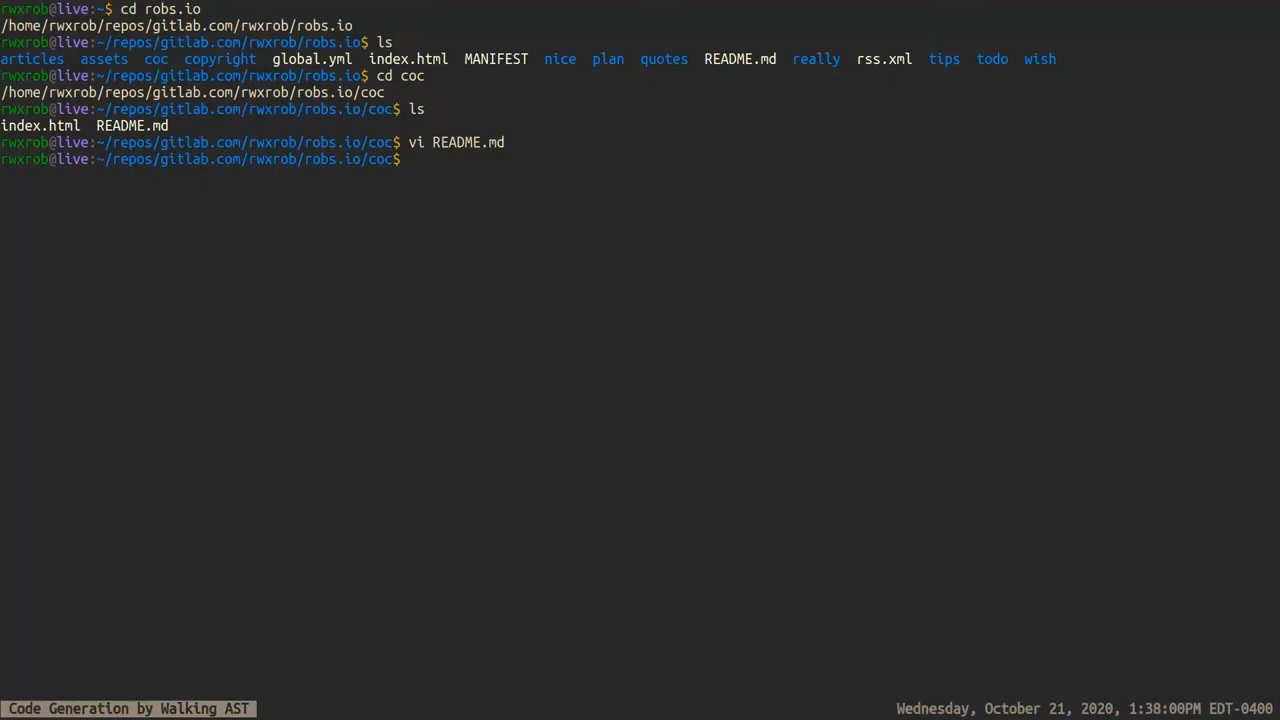 rwxrob@live:~$ cd robs.io
/home/rwxrob/repos/gitlab.com/rwxrob/robs.io
rwxrob@live:~/repos/gitlab.com/rwxrob/robs.io$ ls
articles  assets  coc  copyright  global.yml  index.html  MANIFEST  nice  plan  quotes  README.md  really  rss.xml  tips  todo  wish
rwxrob@live:~/repos/gitlab.com/rwxrob/robs.io$ cd coc
/home/rwxrob/repos/gitlab.com/rwxrob/robs.io/coc
rwxrob@live:~/repos/gitlab.com/rwxrob/robs.io/coc$ ls
index.html  README.md
rwxrob@live:~/repos/gitlab.com/rwxrob/robs.io/coc$ vi README.md
rwxrob@live:~/repos/gitlab.com/rwxrob/robs.io/coc$
Code Generation by Walking AST  Wednesday, October 21, 2020, 1:38:00PM EDT-0400